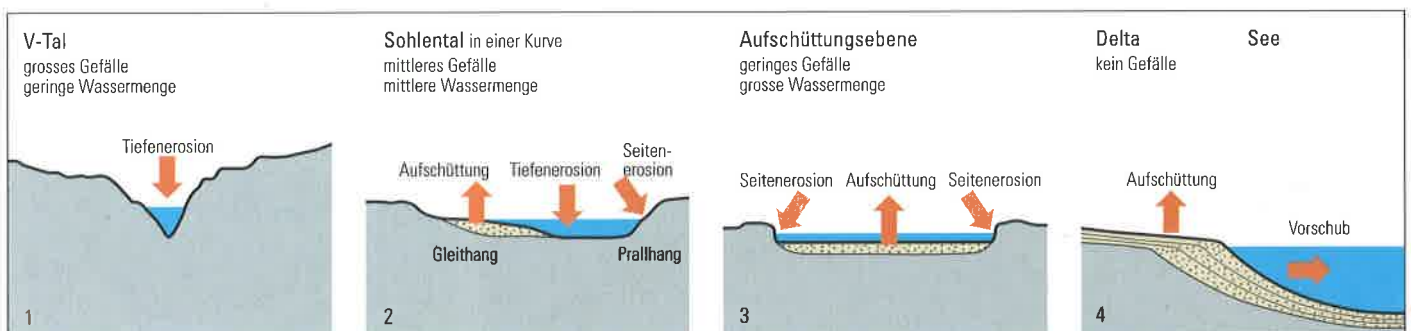 V-Tal
grosses Gefälle
geringe Wassermenge
Tiefenerosion
1
Sohlental in einer Kurve
mittleres Gefälle
mittlere Wassermenge
Aufschüttung
Tiefenerosion
Seiten-
erosion
Gleithang
Prallhang
2
Aufschüttungsebene
geringes Gefälle
grosse Wassermenge
Seitenerosion
Aufschüttung
Seitenerosion
3
Delta
See
kein Gefälle
Aufschüttung
Vorschub
4